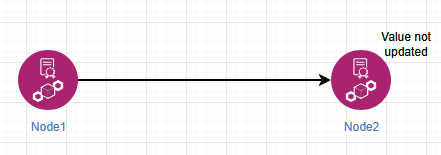 Value not
updated
Node1
Node2